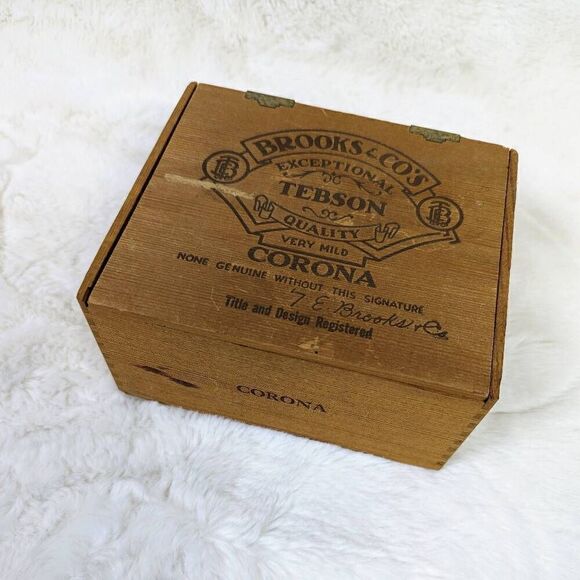 BROOKS & CO'S
EXCEPTIONAL
TEBSON
QUALITY
VERY MILD
CORONA
NONE GENUINE WITHOUT THIS SIGNATURE
T. E. Brooks & Co.
Title and Design Registered
CORONA